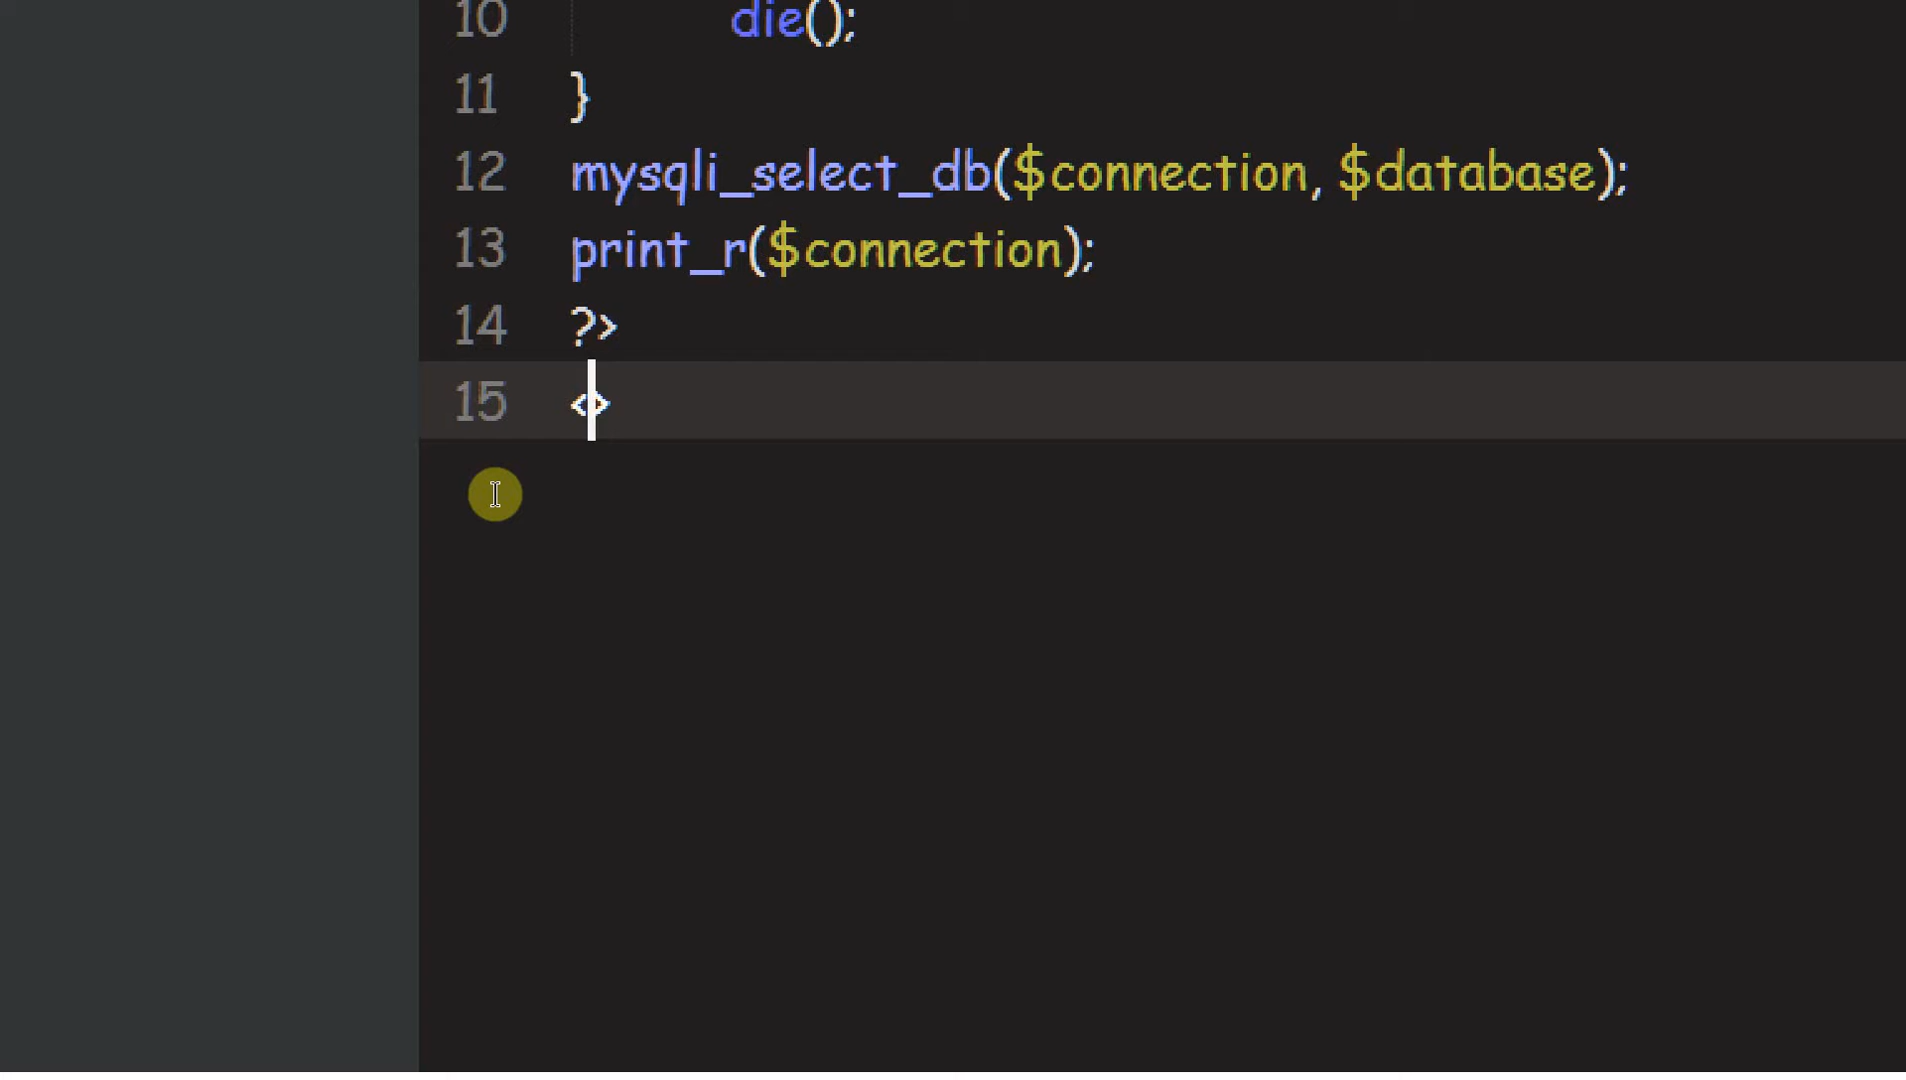 10 die();
11 }
12 mysqli_select_db($connection, $database);
13 print_r($connection);
14 ?>
15 <>